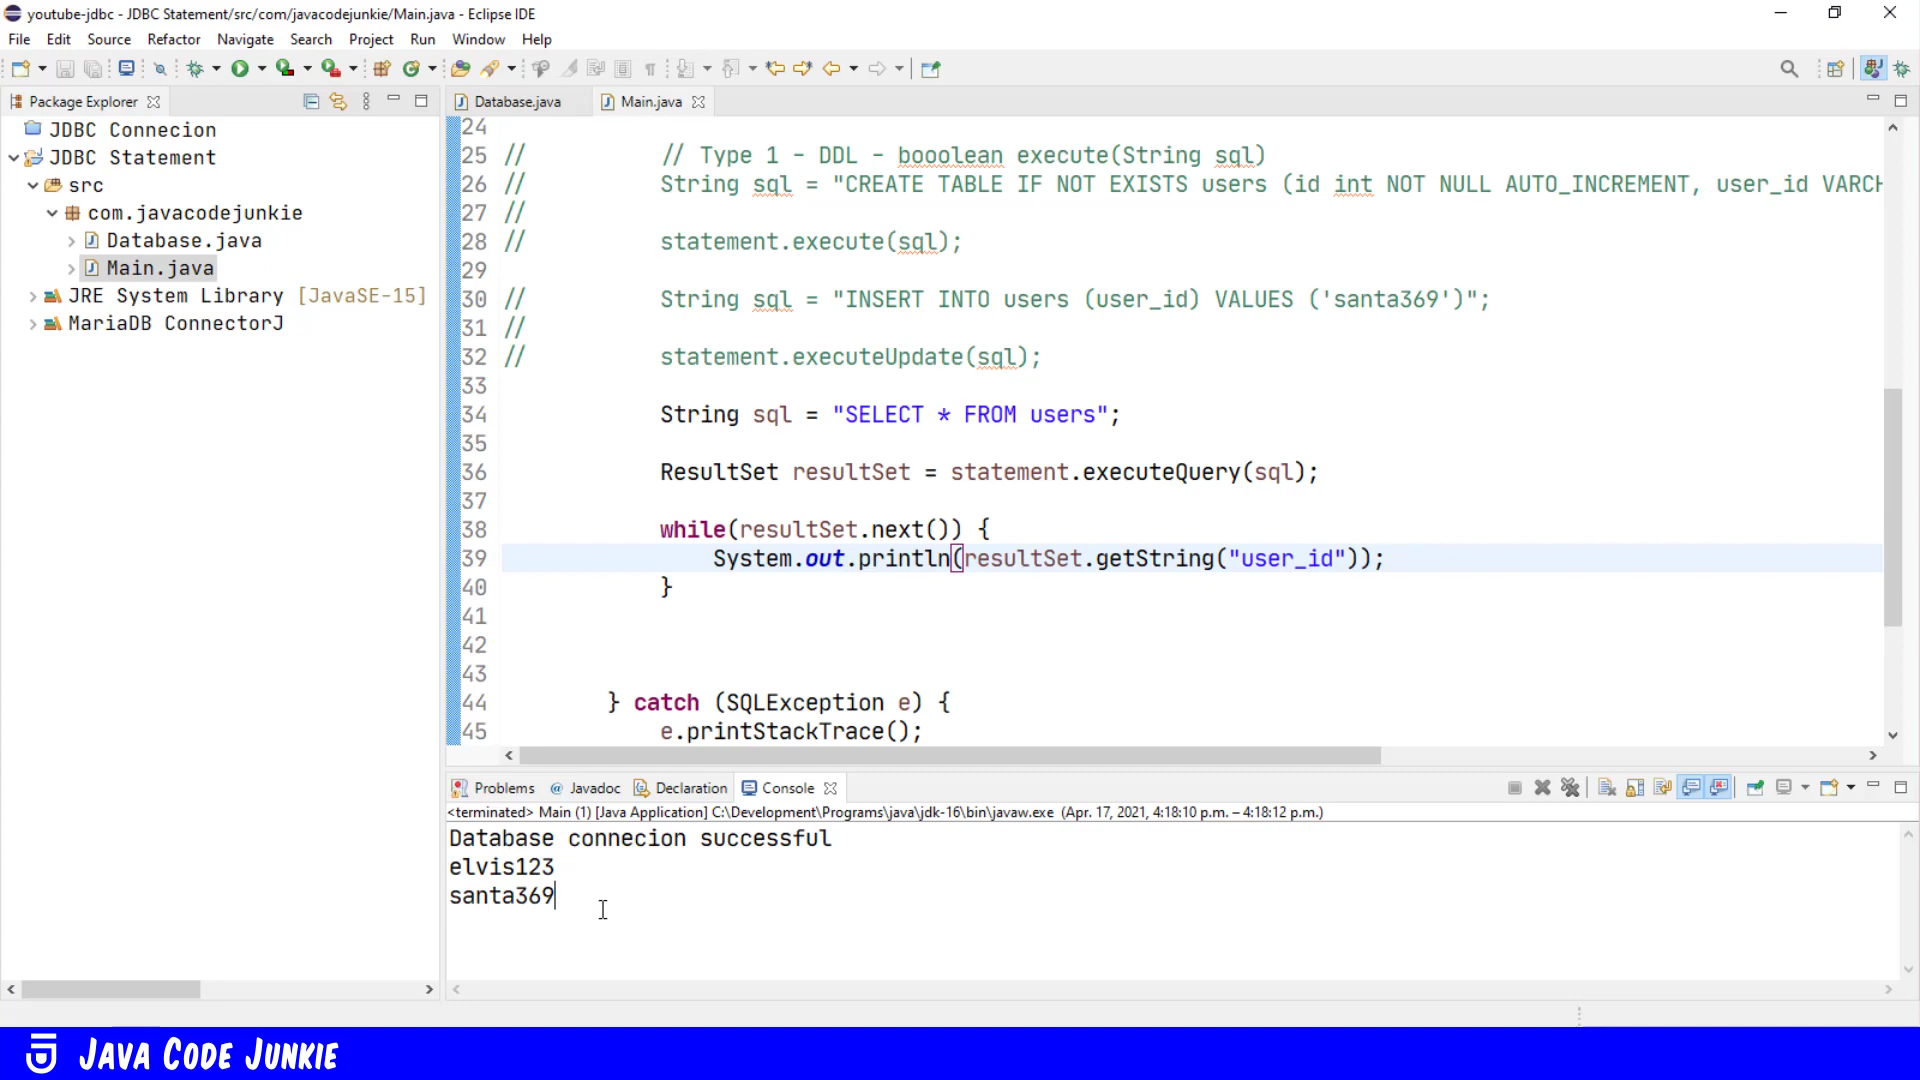 youtube-jdbc - JDBC Statement/src/com/javacodejunkie/Main.java - Eclipse IDE
File Edit Source Refactor Navigate Search Project Run Window Help
Package Explorer
JDBC Connecion
JDBC Statement
src
com.javacodejunkie
Database.java
Main.java
JRE System Library [JavaSE-15]
MariaDB ConnectorJ
Database.java Main.java
24
25 // // Type 1 - DDL - booolean execute(String sql)
26 // String sql = "CREATE TABLE IF NOT EXISTS users (id int NOT NULL AUTO_INCREMENT, user_id VARCH
27 //
28 // statement.execute(sql);
29
30 // String sql = "INSERT INTO users (user_id) VALUES ('santa369')";
31 //
32 // statement.executeUpdate(sql);
33
34 String sql = "SELECT * FROM users";
35
36 ResultSet resultSet = statement.executeQuery(sql);
37
38 while(resultSet.next()) {
39 System.out.println(resultSet.getString("user_id"));
40 }
41
42
43
44 } catch (SQLException e) {
45 e.printStackTrace();
Problems @ Javadoc Declaration Console
<terminated> Main (1) [Java Application] C:\Development\Programs\java\jdk-16\bin\javaw.exe (Apr. 17, 2021, 4:18:10 p.m. – 4:18:12 p.m.)
Database connecion successful
elvis123
santa369
JAVA CODE JUNKIE